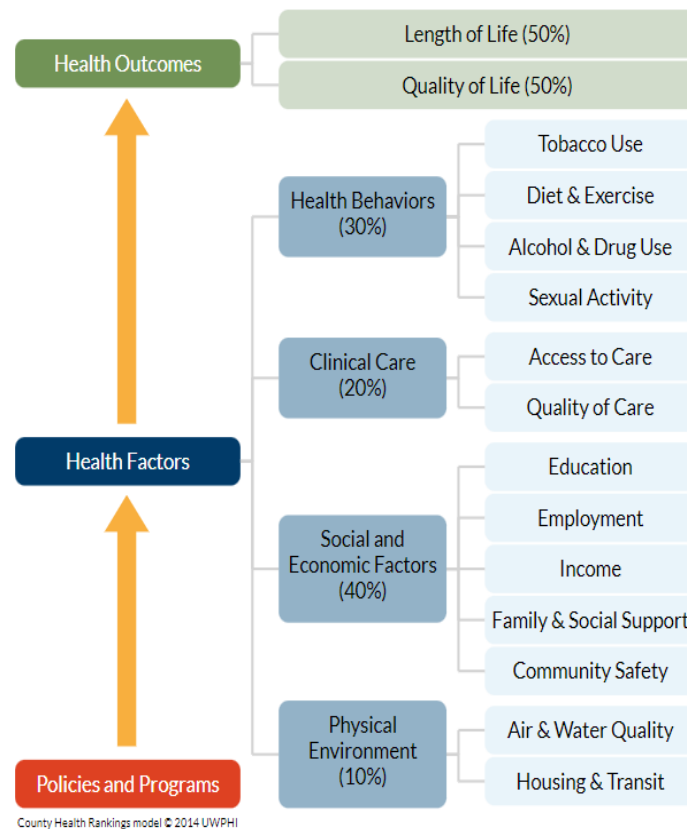 Health Outcomes
Length of Life (50%)
Quality of Life (50%)
Health Factors
Health Behaviors
(30%)
Tobacco Use
Diet & Exercise
Alcohol & Drug Use
Sexual Activity
Clinical Care
(20%)
Access to Care
Quality of Care
Social and
Economic Factors
(40%)
Education
Employment
Income
Family & Social Support
Community Safety
Physical
Environment
(10%)
Air & Water Quality
Housing & Transit
Policies and Programs
County Health Rankings model © 2014 UWPHI